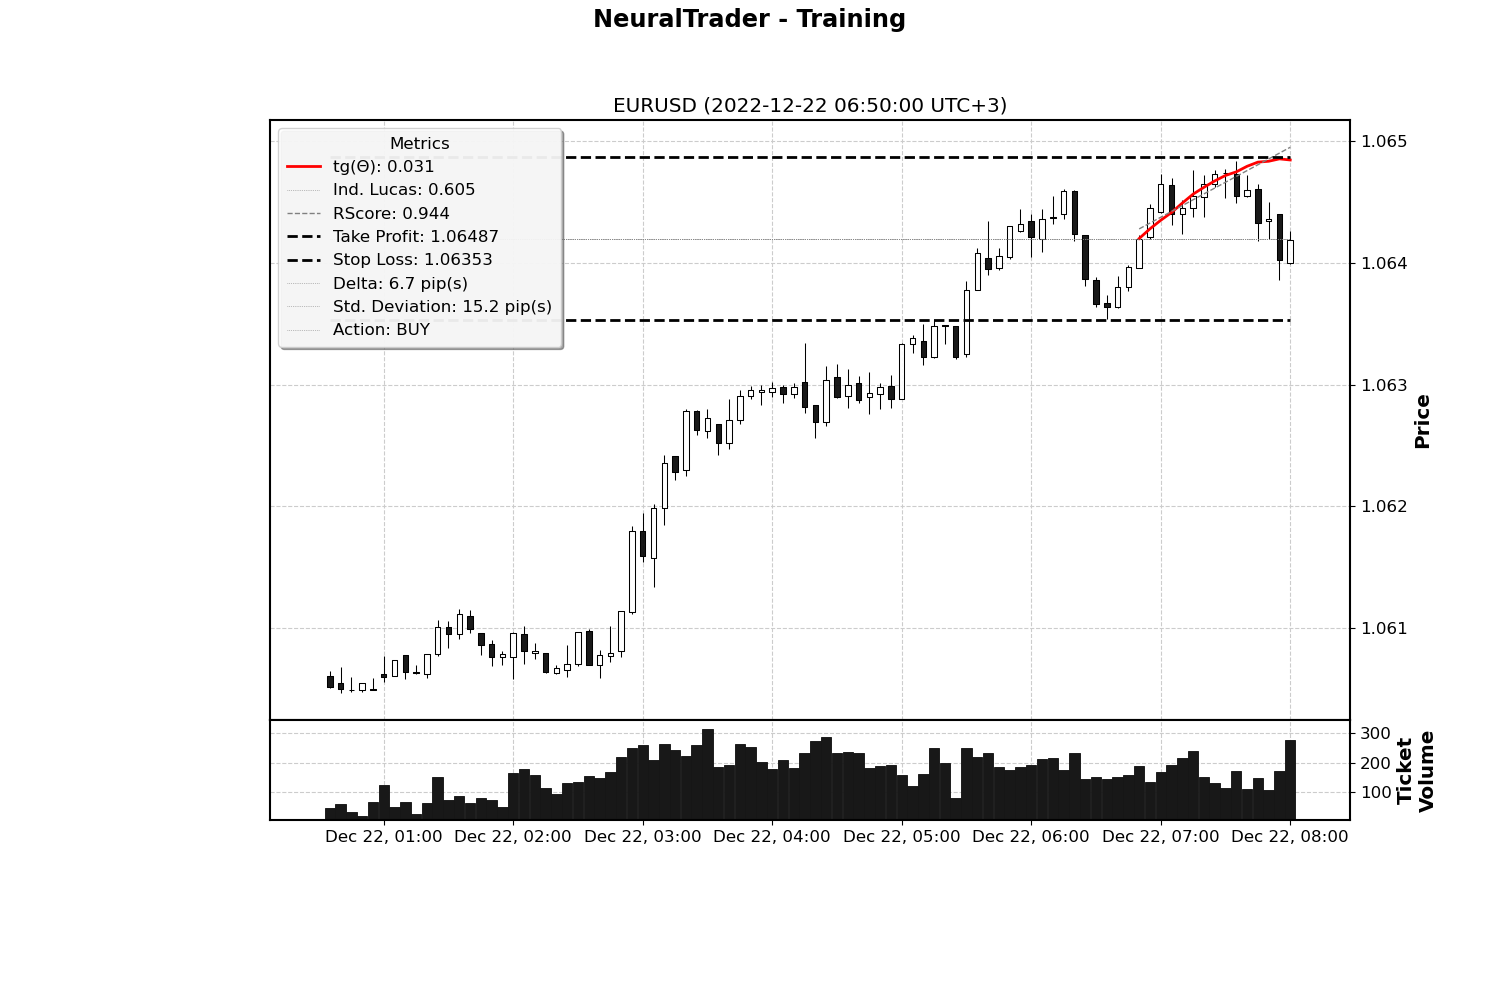 NeuralTrader - Training
EURUSD (2022-12-22 06:50:00 UTC+3)
Metrics
tg(Θ): 0.031
Ind. Lucas: 0.605
RScore: 0.944
Take Profit: 1.06487
Stop Loss: 1.06353
Delta: 6.7 pip(s)
Std. Deviation: 15.2 pip(s)
Action: BUY
1.065
1.064
1.063
1.062
1.061
Price
300
200
100
Ticket
Volume
Dec 22, 01:00 Dec 22, 02:00 Dec 22, 03:00 Dec 22, 04:00 Dec 22, 05:00 Dec 22, 06:00 Dec 22, 07:00 Dec 22, 08:00